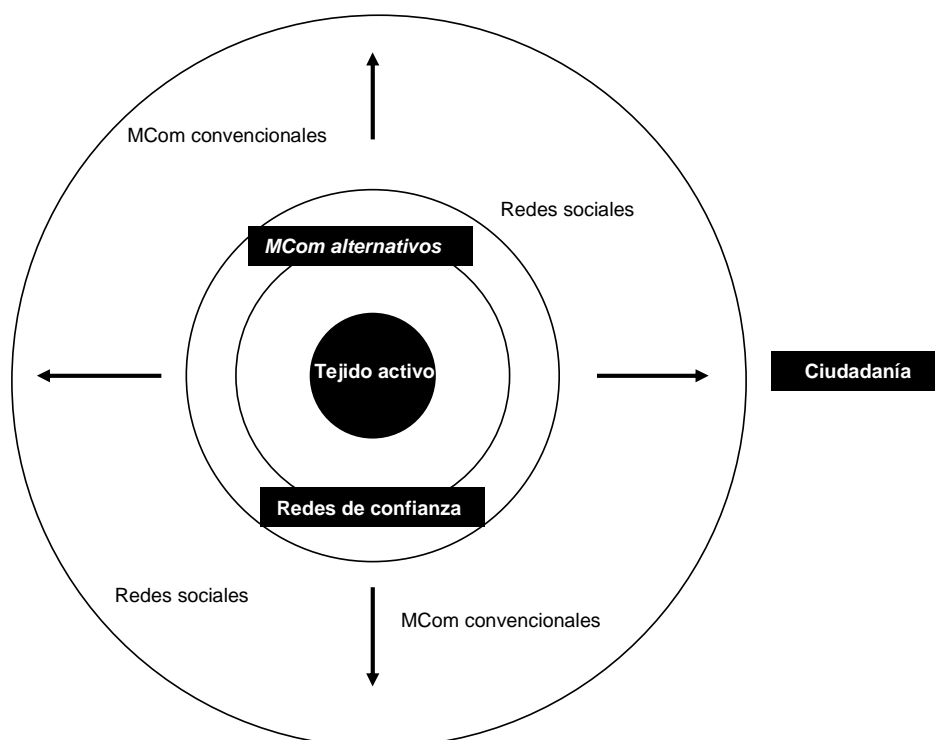 MCom convencionales
Redes sociales
MCom alternativos
Tejido activo
Ciudadanía
Redes de confianza
Redes sociales
MCom convencionales